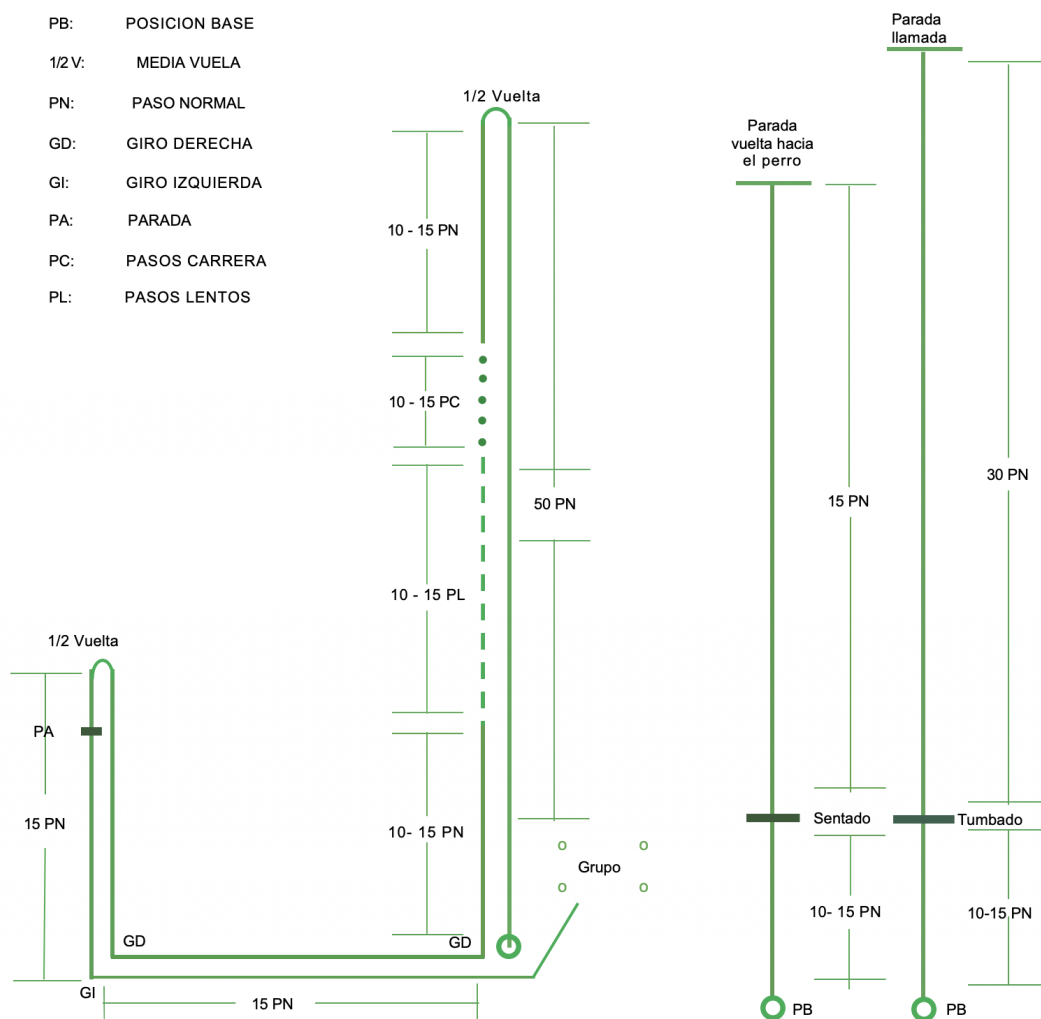 PB: POSICION BASE
1/2 V: MEDIA VUELA
PN: PASO NORMAL
GD: GIRO DERECHA
GI: GIRO IZQUIERDA
PA: PARADA
PC: PASOS CARRERA
PL: PASOS LENTOS
1/2 Vuelta
10 - 15 PN
10 - 15 PC
10 - 15 PL
10- 15 PN
50 PN
1/2 Vuelta
PA
15 PN
GD
GD
GI
15 PN
Grupo
Parada
vuelta hacia
el perro
15 PN
Sentado
10- 15 PN
PB
Parada
llamada
30 PN
Tumbado
10-15 PN
PB